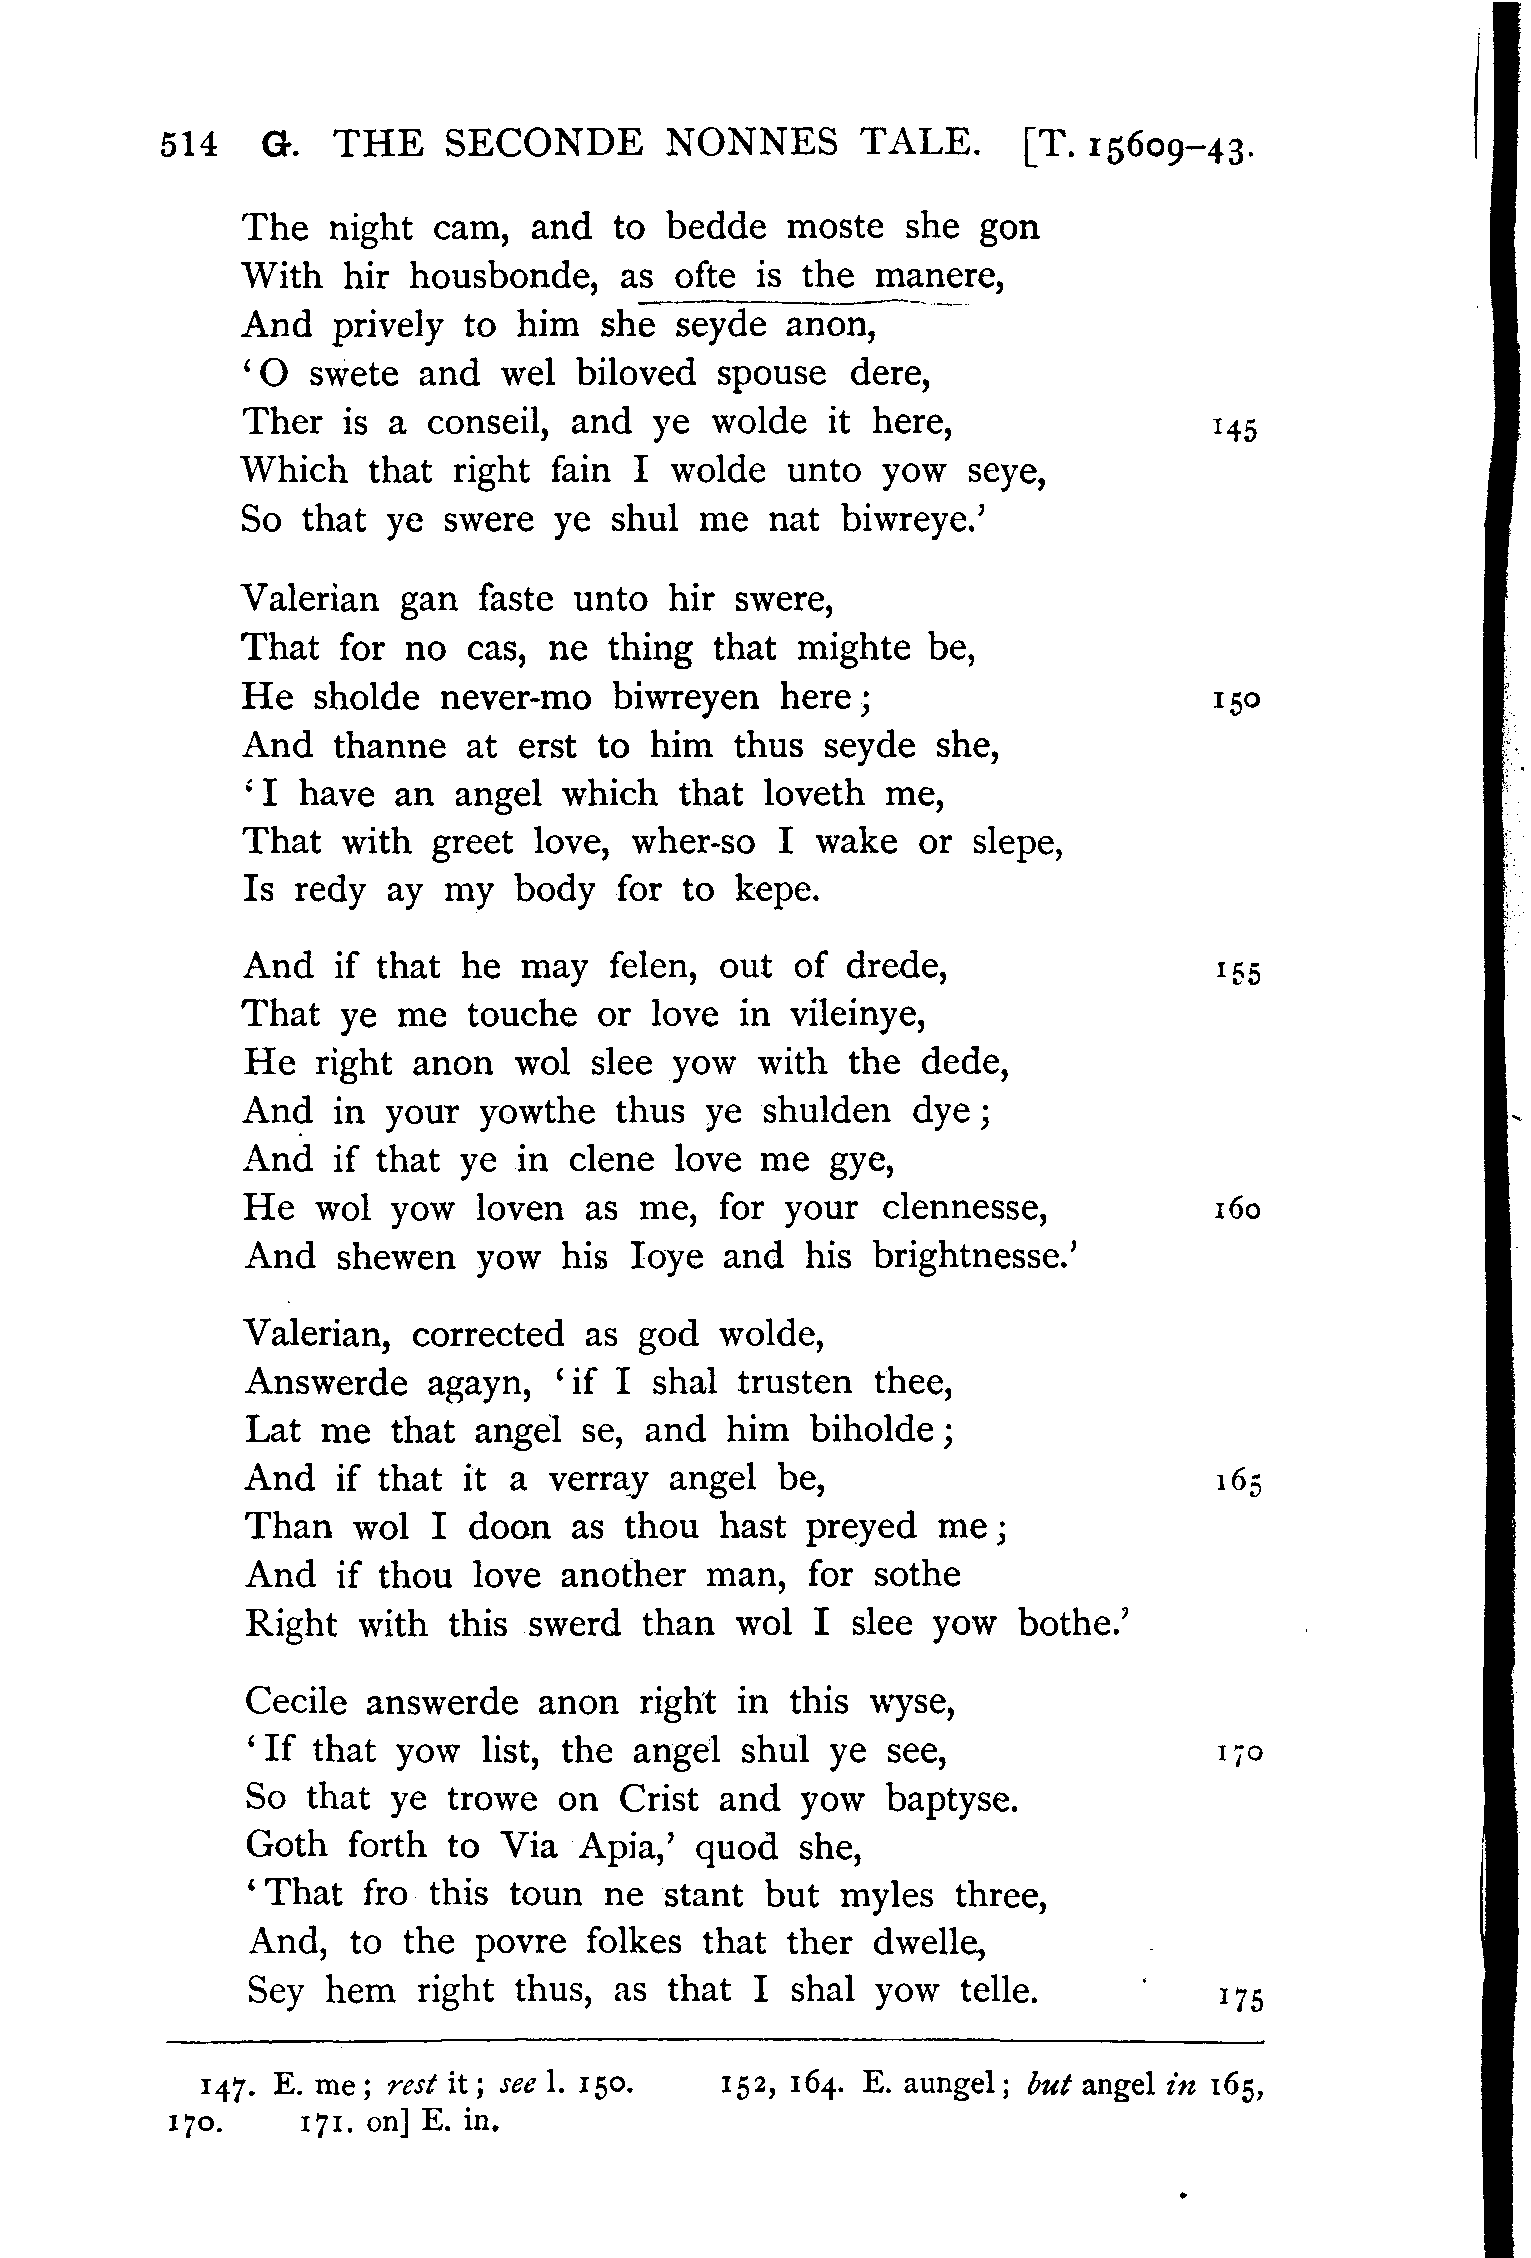 514 G. THE SECONDE NONNES TALE. [T. 15609-43.
The night cam, and to bedde moste she gon
With hir housbonde, as ofte is the manere,
And prively to him she seyde anon,
‘O swete and wel biloved spouse dere,
Ther is a conseil, and ye wolde it here, 145
Which that right fain I wolde unto yow seye,
So that ye swere ye shul me nat biwreye.’
Valerian gan faste unto hir swere,
That for no cas, ne thing that mighte be,
He sholde never-mo biwreyen here; 150
And thanne at erst to him thus seyde she,
‘I have an angel which that loveth me,
That with greet love, wher-so I wake or slepe,
Is redy ay my body for to kepe.
And if that he may felen, out of drede, 155
That ye me touche or love in vileinye,
He right anon wol slee yow with the dede,
And in your yowthe thus ye shulden dye;
And if that ye in clene love me gye,
He wol yow loven as me, for your clennesse, 160
And shewen yow his Ioye and his brightnesse.’
Valerian, corrected as god wolde,
Answerde agayn, ‘if I shal trusten thee,
Lat me that angel se, and him biholde;
And if that it a verray angel be, 165
Than wol I doon as thou hast preyed me;
And if thou love another man, for sothe
Right with this swerd than wol I slee yow bothe.’
Cecile answerde anon right in this wyse,
‘If that yow list, the angel shul ye see, 170
So that ye trowe on Crist and yow baptyse.
Goth forth to Via Apia,’ quod she,
‘That fro this toun ne stant but myles three,
And, to the povre folkes that ther dwelle,
Sey hem right thus, as that I shal yow telle. 175
147. E. me; rest it; see l. 150. 152, 164. E. aungel; but angel in 165,
170. 171. on] E. in.